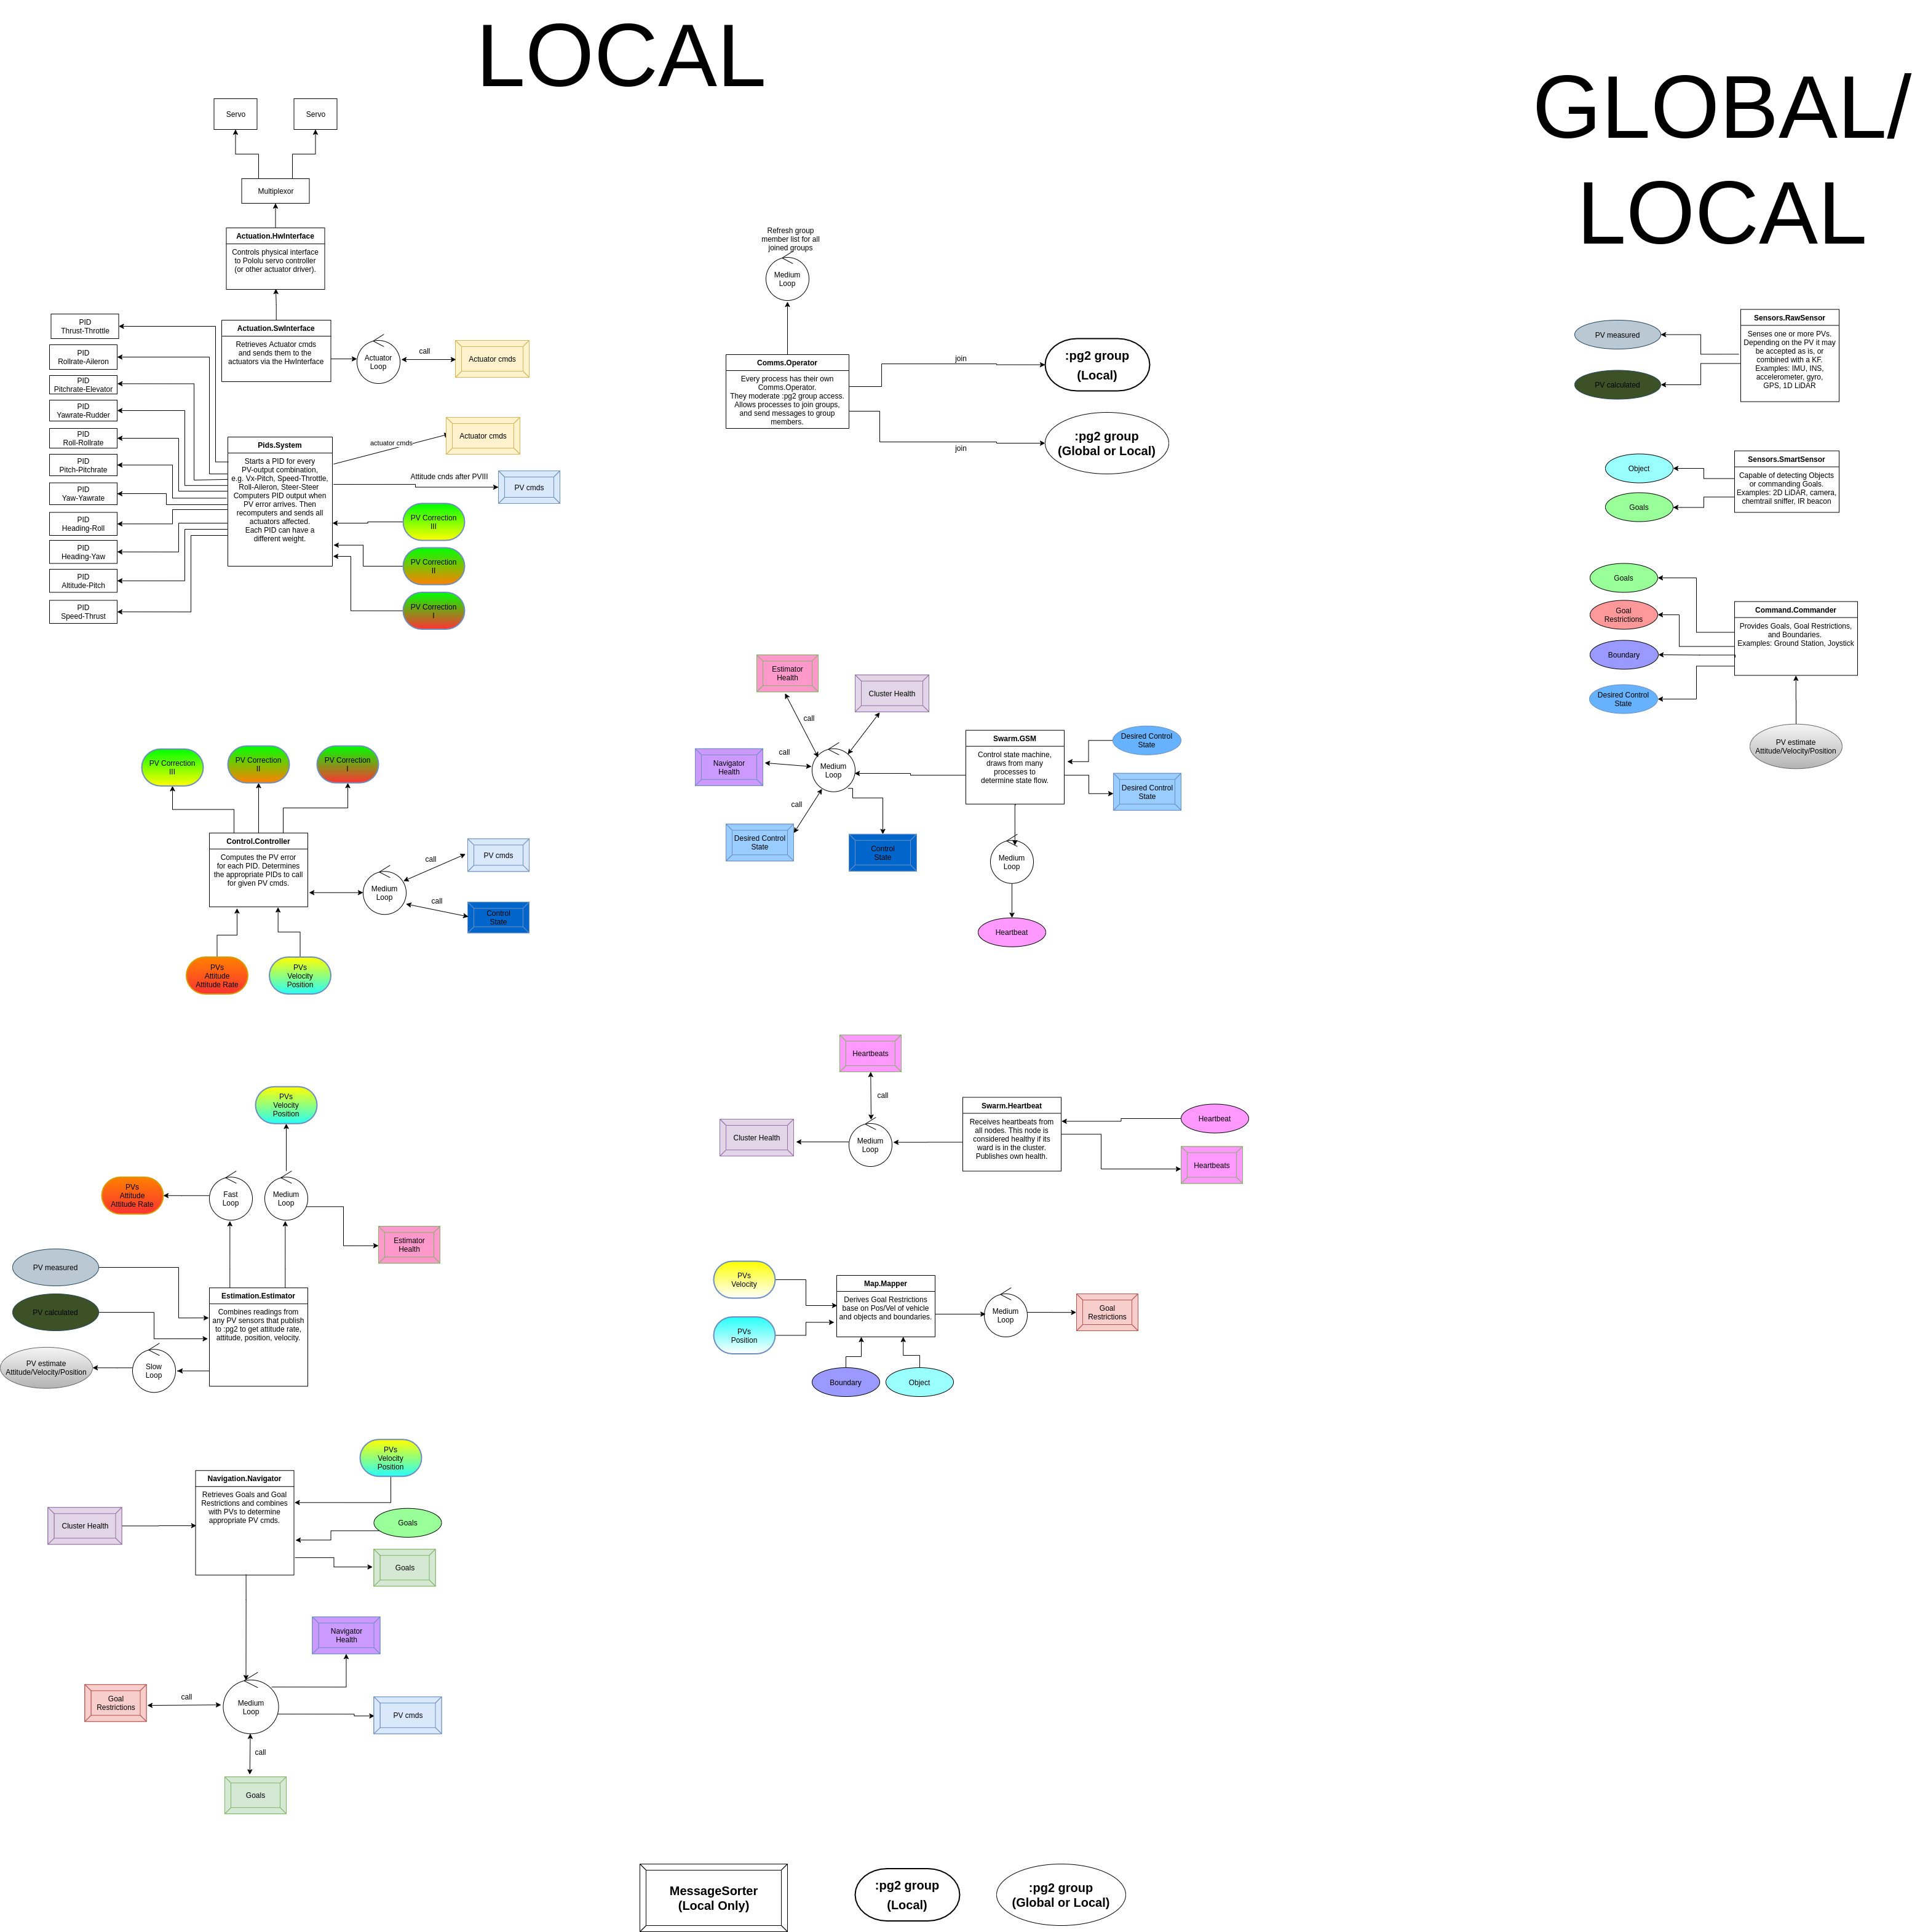 LOCAL
GLOBAL/
LOCAL
Servo
Servo
Multiplexor
Actuation.HwInterface
Controls physical interface
to Pololu servo controller
(or other actuator driver).
Actuation.SwInterface
Retrieves Actuator cmds
and sends them to the
actuators via the HwInterface
Actuator
Loop
call
Actuator cmds
PID
Thrust-Throttle
PID
Rollrate-Aileron
PID
Pitchrate-Elevator
PID
Yawrate-Rudder
PID
Roll-Rollrate
PID
Pitch-Pitchrate
PID
Yaw-Yawrate
PID
Heading-Roll
PID
Heading-Yaw
PID
Altitude-Pitch
PID
Speed-Thrust
Pids.System
Starts a PID for every
PV-output combination,
e.g. Vx-Pitch, Speed-Throttle,
Roll-Aileron, Steer-Steer
Computers PID output when
PV error arrives. Then
recomputers and sends all
actuators affected.
Each PID can have a
different weight.
actuator cmds
Actuator cmds
Attitude cnds after PVIII
PV cmds
PV Correction
III
PV Correction
II
PV Correction
I
Refresh group
member list for all
joined groups
Medium
Loop
Comms.Operator
Every process has their own
Comms.Operator.
They moderate :pg2 group access.
Allows processes to join groups,
and send messages to group
members.
join
:pg2 group
(Local)
join
:pg2 group
(Global or Local)
PV measured
PV calculated
Sensors.RawSensor
Senses one or more PVs.
Depending on the PV it may
be accepted as is, or
combined with a KF.
Examples: IMU, INS,
accelerometer, gyro,
GPS, 1D LiDAR
Object
Goals
Sensors.SmartSensor
Capable of detecting Objects
or commanding Goals.
Examples: 2D LiDAR, camera,
chemtrail sniffer, IR beacon
Goals
Goal
Restrictions
Boundary
Desired Control
State
Command.Commander
Provides Goals, Goal Restrictions,
and Boundaries.
Examples: Ground Station, Joystick
PV estimate
Attitude/Velocity/Position
PV Correction
III
PV Correction
II
PV Correction
I
Control.Controller
Computes the PV error
for each PID. Determines
the appropriate PIDs to call
for given PV cmds.
Medium
Loop
call
PV cmds
call
Control
State
PVs
Attitude
Attitude Rate
PVs
Velocity
Position
Estimator
Health
Cluster Health
call
Navigator
Health
call
Medium
Loop
call
Desired Control
State
Control
State
Swarm.GSM
Control state machine,
draws from many
processes to
determine state flow.
Desired Control
State
Desired Control
State
Medium
Loop
Heartbeat
Heartbeats
call
Cluster Health
Medium
Loop
Swarm.Heartbeat
Receives heartbeats from
all nodes. This node is
considered healthy if its
ward is in the cluster.
Publishes own health.
Heartbeat
Heartbeats
PVs
Velocity
Position
PVs
Attitude
Attitude Rate
Fast
Loop
Medium
Loop
Estimator
Health
PV measured
PV calculated
PV estimate
Attitude/Velocity/Position
Slow
Loop
Estimation.Estimator
Combines readings from
any PV sensors that publish
to :pg2 to get attitude rate,
attitude, position, velocity.
PVs
Velocity
PVs
Position
Map.Mapper
Derives Goal Restrictions
base on Pos/Vel of vehicle
and objects and boundaries.
Medium
Loop
Goal
Restrictions
Boundary
Object
PVs
Velocity
Position
Navigation.Navigator
Retrieves Goals and Goal
Restrictions and combines
with PVs to determine
appropriate PV cmds.
Cluster Health
Goals
Goals
Navigator
Health
Goal
Restrictions
call
Medium
Loop
PV cmds
call
Goals
MessageSorter
(Local Only)
:pg2 group
(Local)
:pg2 group
(Global or Local)